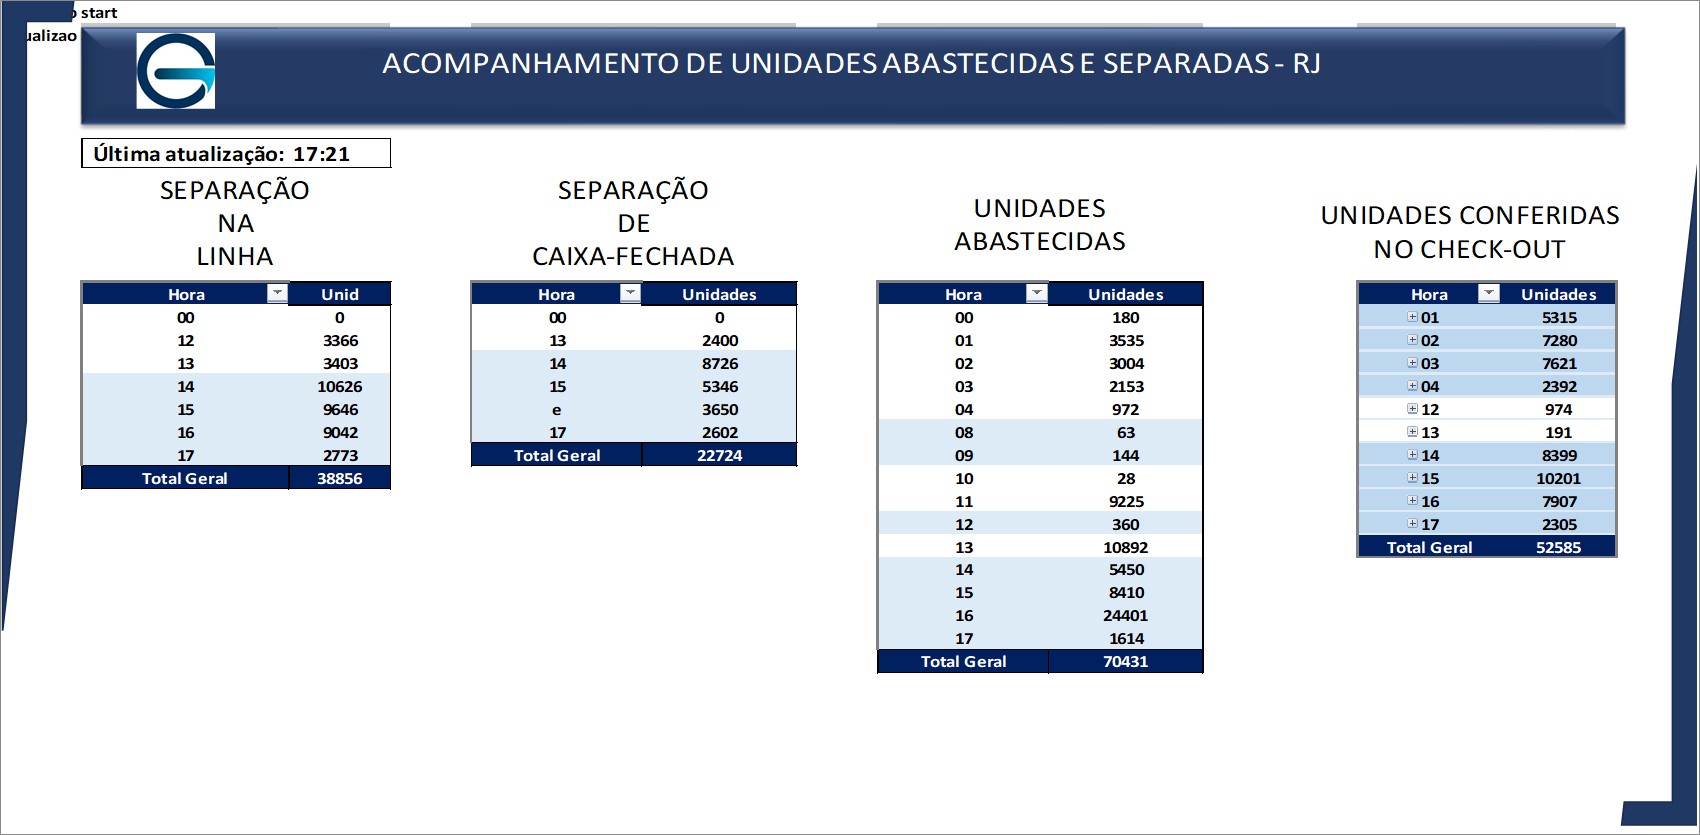 start
ualizao
ACOMPANHAMENTO DE UNIDADES ABASTECIDAS E SEPARADAS - RJ
Última atualização: 17:21
SEPARAÇÃO
NA
LINHA
Hora Unid
00 0
12 3366
13 3403
14 10626
15 9646
16 9042
17 2773
Total Geral 38856
SEPARAÇÃO
DE
CAIXA-FECHADA
Hora Unidades
00 0
13 2400
14 8726
15 5346
e 3650
17 2602
Total Geral 22724
UNIDADES
ABASTECIDAS
Hora Unidades
00 180
01 3535
02 3004
03 2153
04 972
08 63
09 144
10 28
11 9225
12 360
13 10892
14 5450
15 8410
16 24401
17 1614
Total Geral 70431
UNIDADES CONFERIDAS
NO CHECK-OUT
Hora Unidades
01 5315
02 7280
03 7621
04 2392
12 974
13 191
14 8399
15 10201
16 7907
17 2305
Total Geral 52585